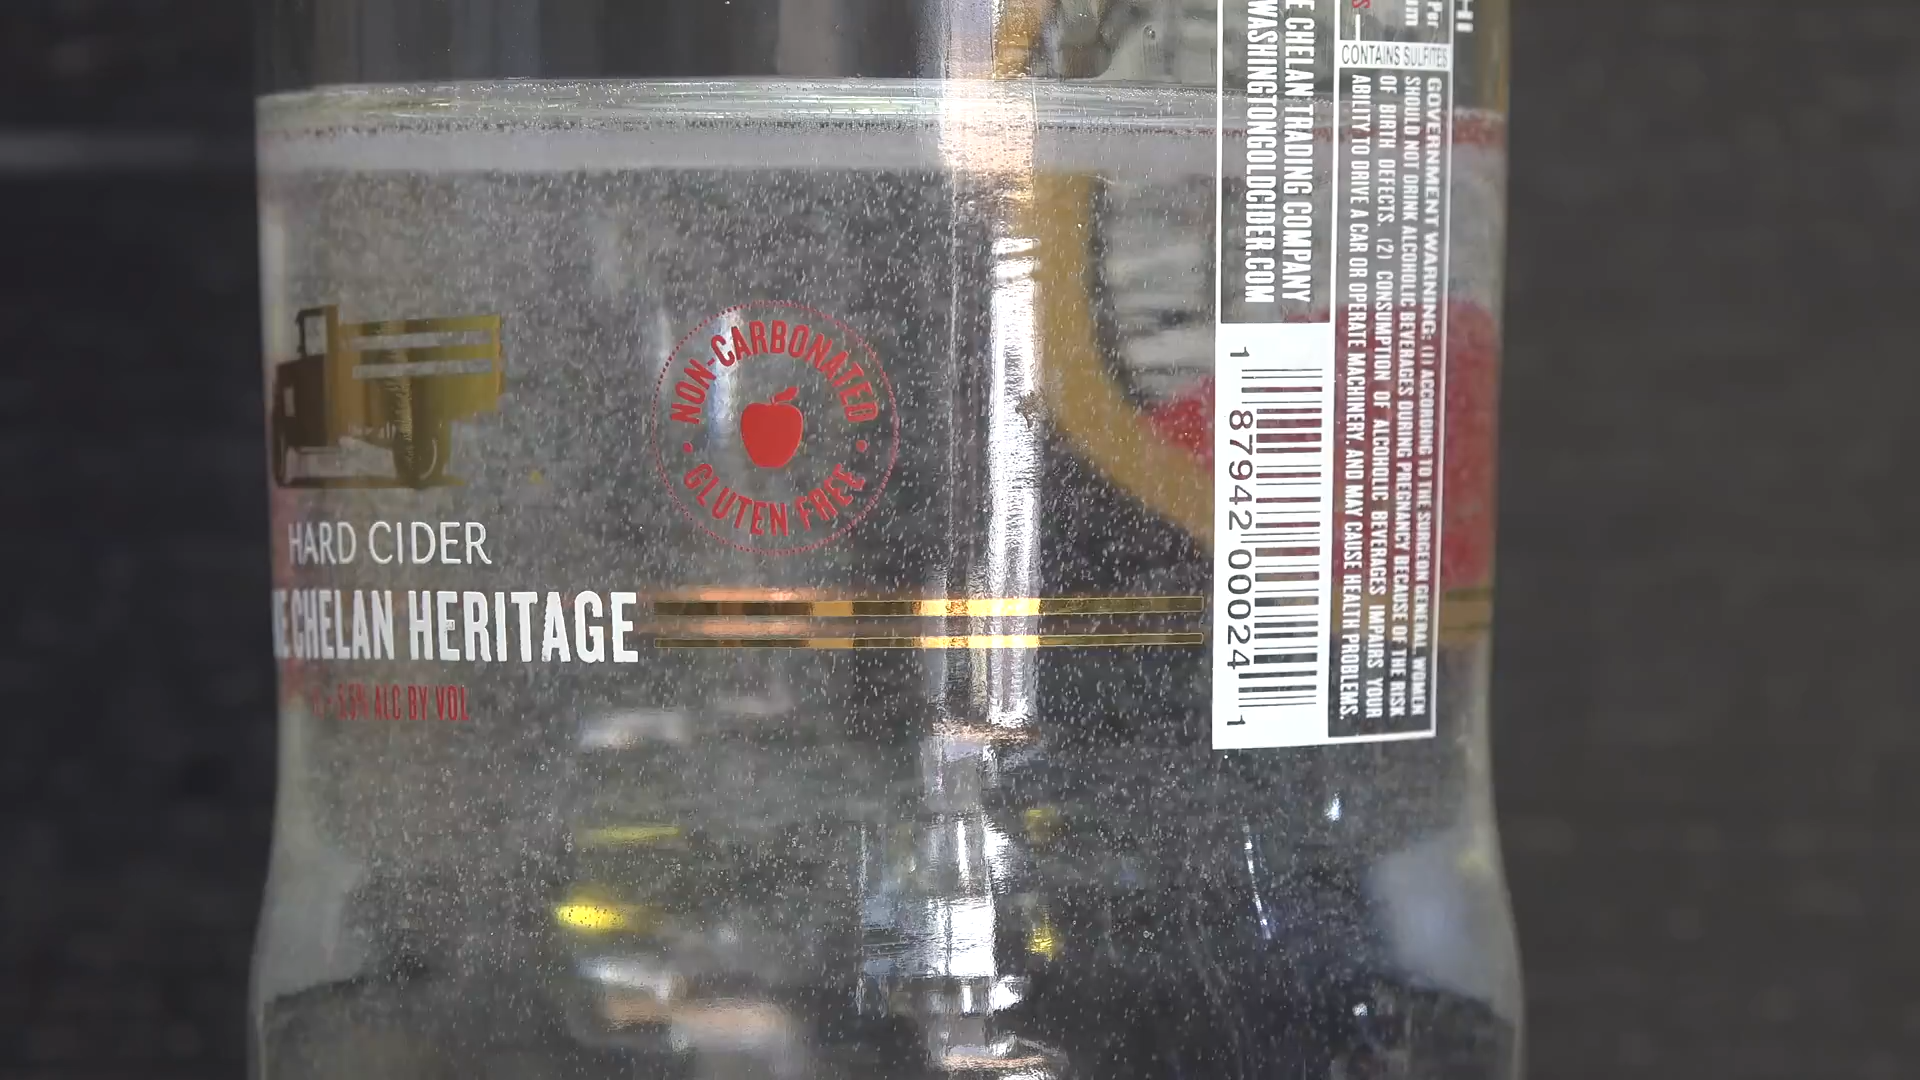 NON-CARBONATED
• GLUTEN FREE •
HARD CIDER
CHELAN HERITAGE
5.5% ALC BY VOL
CHELAN TRADING COMPANY
WASHINGTONGOLDCIDER.COM
1 87942 00024 1
CONTAINS SULFITES
GOVERNMENT WARNING: (1) ACCORDING TO THE SURGEON GENERAL, WOMEN
SHOULD NOT DRINK ALCOHOLIC BEVERAGES DURING PREGNANCY BECAUSE OF THE RISK
OF BIRTH DEFECTS. (2) CONSUMPTION OF ALCOHOLIC BEVERAGES IMPAIRS YOUR
ABILITY TO DRIVE A CAR OR OPERATE MACHINERY AND MAY CAUSE HEALTH PROBLEMS.